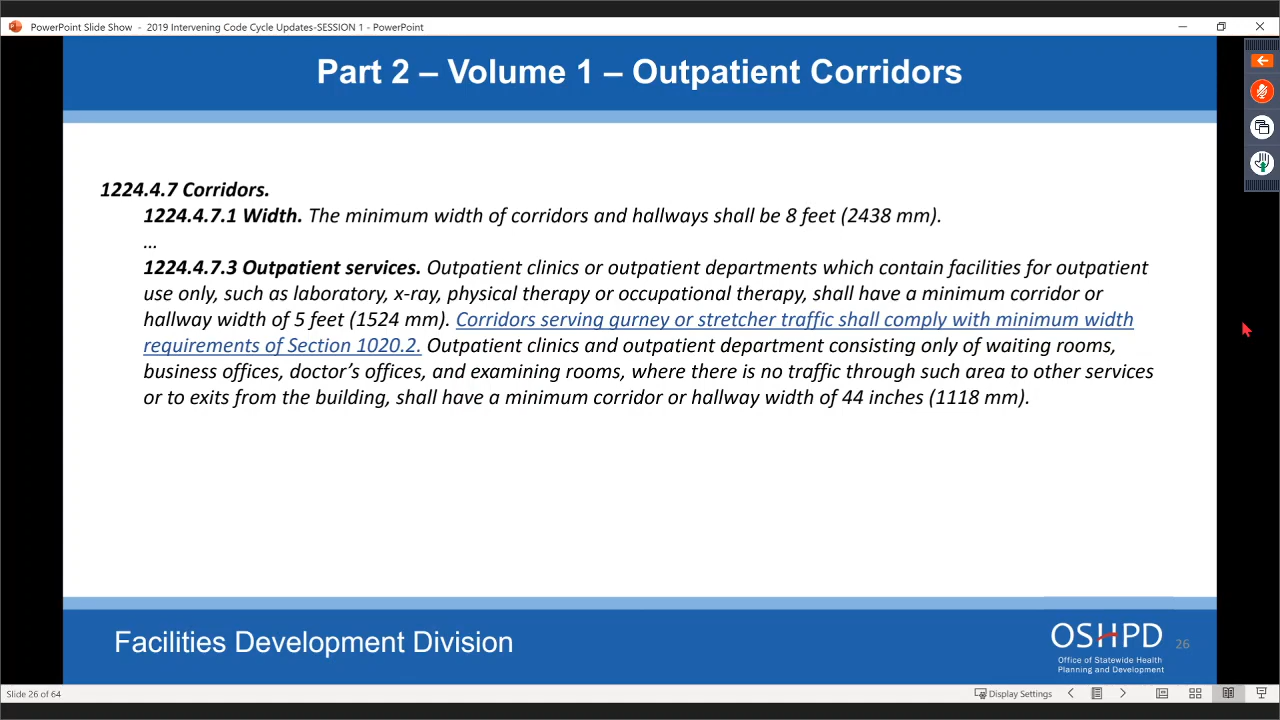 PowerPoint Slide Show - 2019 Intervening Code Cycle Updates-SESSION 1 - PowerPoint
Part 2 – Volume 1 – Outpatient Corridors
1224.4.7 Corridors.
1224.4.7.1 Width. The minimum width of corridors and hallways shall be 8 feet (2438 mm).
…
1224.4.7.3 Outpatient services. Outpatient clinics or outpatient departments which contain facilities for outpatient
use only, such as laboratory, x-ray, physical therapy or occupational therapy, shall have a minimum corridor or
hallway width of 5 feet (1524 mm). Corridors serving gurney or stretcher traffic shall comply with minimum width
requirements of Section 1020.2. Outpatient clinics and outpatient department consisting only of waiting rooms,
business offices, doctor’s offices, and examining rooms, where there is no traffic through such area to other services
or to exits from the building, shall have a minimum corridor or hallway width of 44 inches (1118 mm).
Facilities Development Division
OSHPD
Office of Statewide Health
Planning and Development
26
Slide 26 of 64
Display Settings